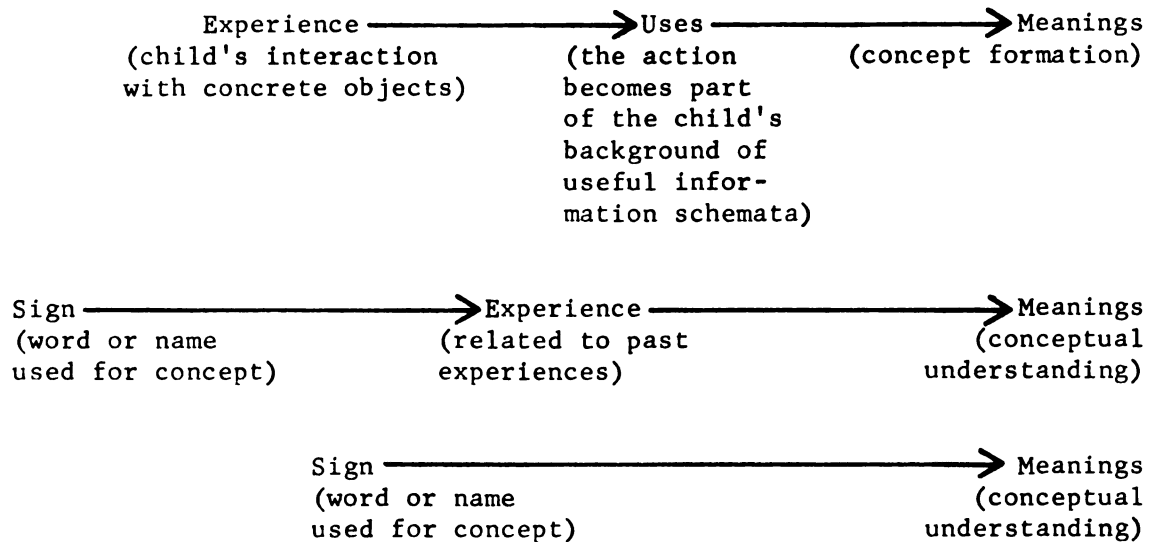 Experience Uses Meanings
(child's interaction (the action (concept formation)
with concrete objects) becomes part
of the child's
background of
useful infor-
mation schemata)
Sign Experience Meanings
(word or name (related to past (conceptual
used for concept) experiences) understanding)
Sign Meanings
(word or name (conceptual
used for concept) understanding)